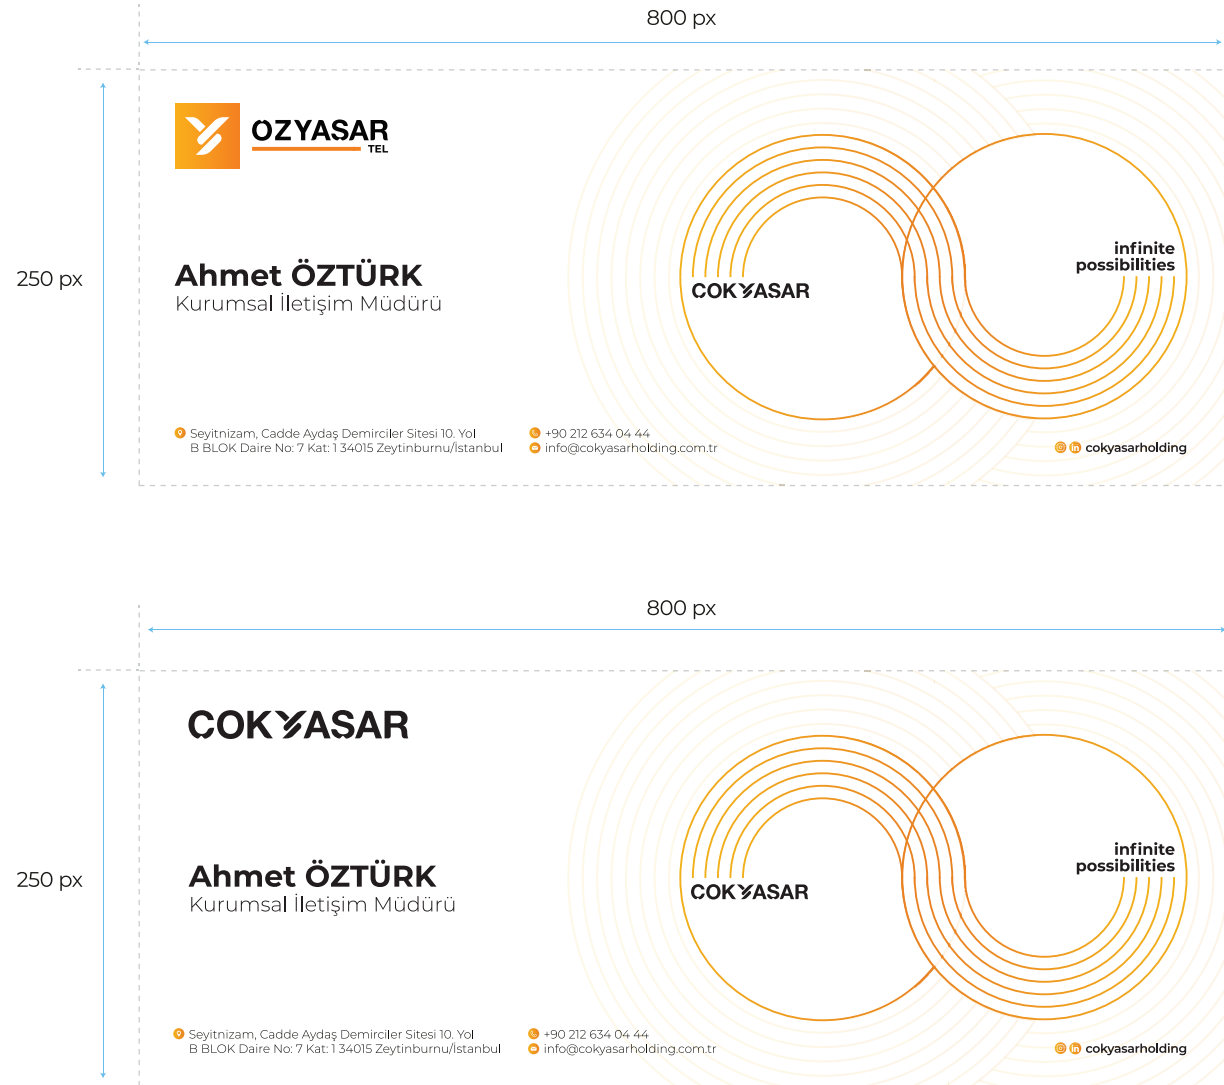 800 px
250 px
OZYASAR
TEL
Ahmet ÖZTÜRK
Kurumsal İletişim Müdürü
COKYASAR
infinite
possibilities
Seyitnizam, Cadde Aydaş Demirciler Sitesi 10. Yol
B BLOK Daire No: 7 Kat: 1 34015 Zeytinburnu/İstanbul
+90 212 634 04 44
info@cokyasarholding.com.tr
cokyasarholding
800 px
250 px
COKYASAR
Ahmet ÖZTÜRK
Kurumsal İletişim Müdürü
COKYASAR
infinite
possibilities
Seyitnizam, Cadde Aydaş Demirciler Sitesi 10. Yol
B BLOK Daire No: 7 Kat: 1 34015 Zeytinburnu/İstanbul
+90 212 634 04 44
info@cokyasarholding.com.tr
cokyasarholding